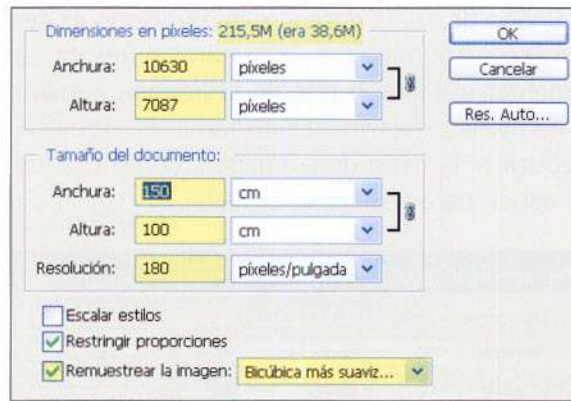 Dimensiones en píxeles: 215,5M (era 38,6M)
Anchura: 10630 píxeles
Altura: 7087 píxeles
OK
Cancelar
Res. Auto...
Tamaño del documento:
Anchura: 150 cm
Altura: 100 cm
Resolución: 180 píxeles/pulgada
Escalar estilos
Restringir proporciones
Remuestrear la imagen: Bicúbica más suaviz...